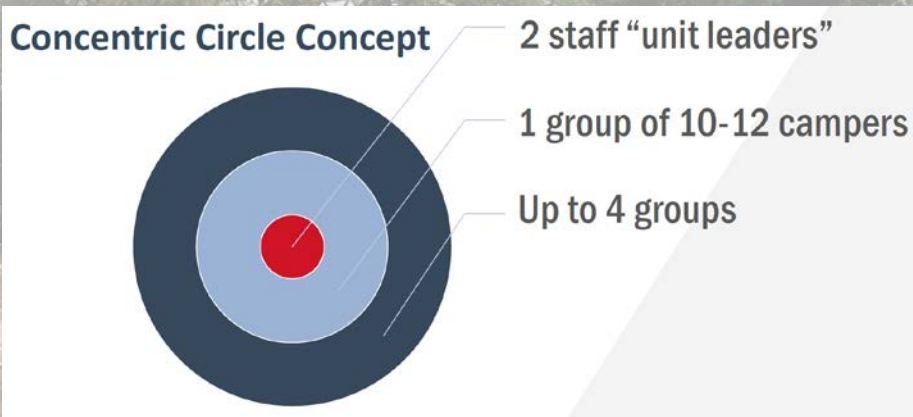 Concentric Circle Concept
2 staff “unit leaders”
1 group of 10-12 campers
Up to 4 groups